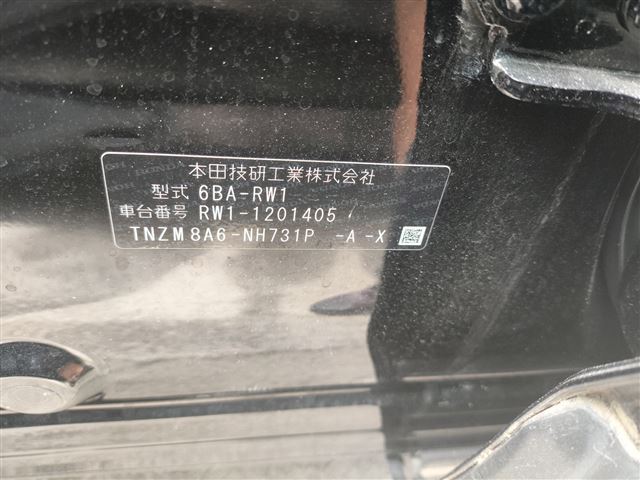 本田技研工業株式会社
型式 6BA-RW1
車台番号 RW1-1201405
TNZM8A6-NH731P -A -X